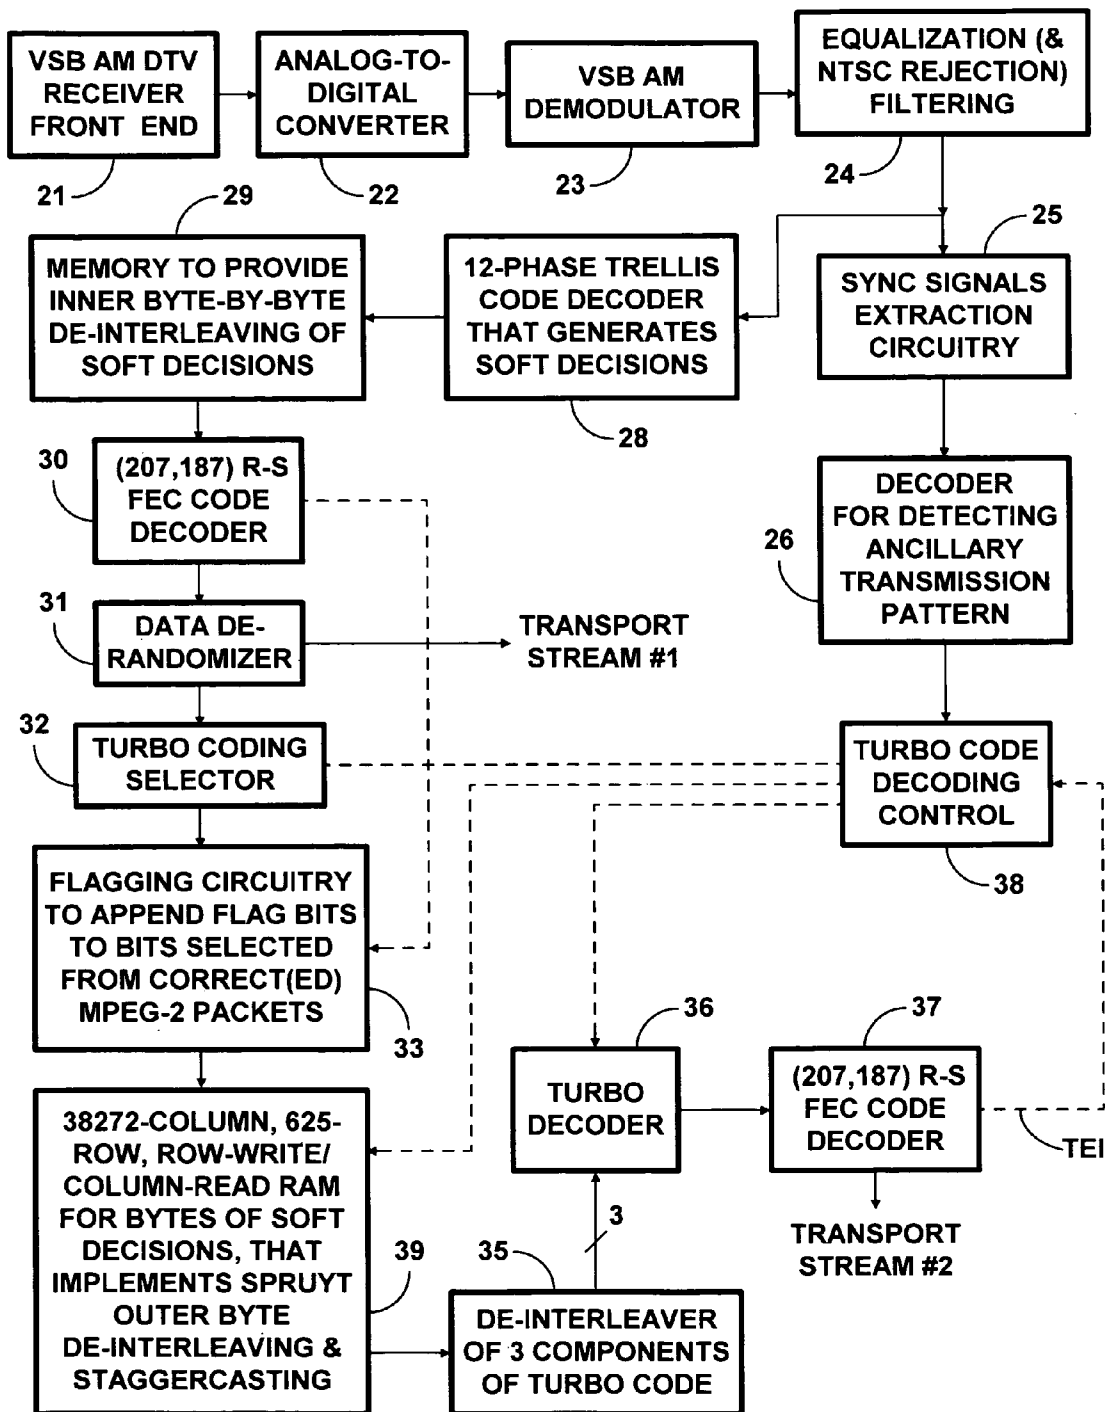 VSB AM DTV
RECEIVER
FRONT END
21
ANALOG-TO-
DIGITAL
CONVERTER
22
VSB AM
DEMODULATOR
23
EQUALIZATION (&
NTSC REJECTION)
FILTERING
24
29
MEMORY TO PROVIDE
INNER BYTE-BY-BYTE
DE-INTERLEAVING OF
SOFT DECISIONS
12-PHASE TRELLIS
CODE DECODER
THAT GENERATES
SOFT DECISIONS
28
25
SYNC SIGNALS
EXTRACTION
CIRCUITRY
30
(207,187) R-S
FEC CODE
DECODER
26
DECODER
FOR DETECTING
ANCILLARY
TRANSMISSION
PATTERN
31
DATA DE-
RANDOMIZER
TRANSPORT
STREAM #1
32
TURBO CODING
SELECTOR
TURBO CODE
DECODING
CONTROL
38
FLAGGING CIRCUITRY
TO APPEND FLAG BITS
TO BITS SELECTED
FROM CORRECT(ED)
MPEG-2 PACKETS
33
36
TURBO
DECODER
37
(207,187) R-S
FEC CODE
DECODER
TEI
TRANSPORT
STREAM #2
38272-COLUMN, 625-
ROW, ROW-WRITE/
COLUMN-READ RAM
FOR BYTES OF SOFT
DECISIONS, THAT
IMPLEMENTS SPRUYT
OUTER BYTE
DE-INTERLEAVING &
STAGGERCASTING
39
3
35
DE-INTERLEAVER
OF 3 COMPONENTS
OF TURBO CODE